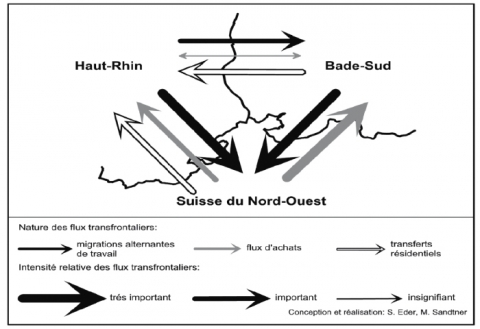 Haut-Rhin
Bade-Sud
Suisse du Nord-Ouest
Nature des flux transfrontaliers:
migrations alternantes de travail
flux d'achats
transferts résidentiels
Intensité relative des flux transfrontaliers:
trés important
important
insignifiant
Conception et réalisation: S. Eder, M. Sandtner